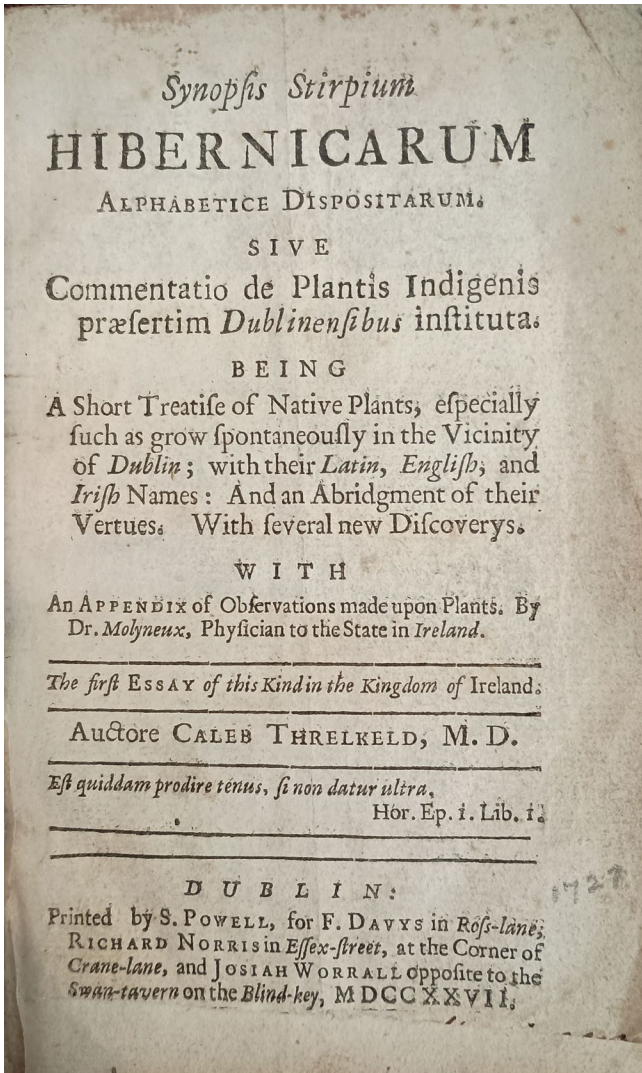 Synopſis Stirpium
HIBERNICARUM
ALPHABETICE DISPOSITARUM.
SIVE
Commentatio de Plantis Indigenis
præſertim Dublinenſibus inſtituta.
BEING
A Short Treatiſe of Native Plants, eſpecially
ſuch as grow ſpontaneouſly in the Vicinity
of Dublin; with their Latin, Engliſh, and
Iriſh Names: And an Abridgment of their
Vertues. With ſeveral new Diſcoverys.
WITH
An APPENDIX of Obſervations made upon Plants. By
Dr. Molyneux, Phyſician to the State in Ireland.
The firſt ESSAY of this Kind in the Kingdom of Ireland.
Auctore CALEB THRELKELD, M. D.
Eſt quiddam prodire tenus, ſi non datur ultra,
Hor. Ep. i. Lib. i.
DUBLIN:
1727
Printed by S. POWELL, for F. DAVYS in Roſs-lane,
RICHARD NORRIS in Eſſex-ſtreet, at the Corner of
Crane-lane, and JOSIAH WORRALL oppoſite to the
Swan-tavern on the Blind-key, MDCCXXVII.